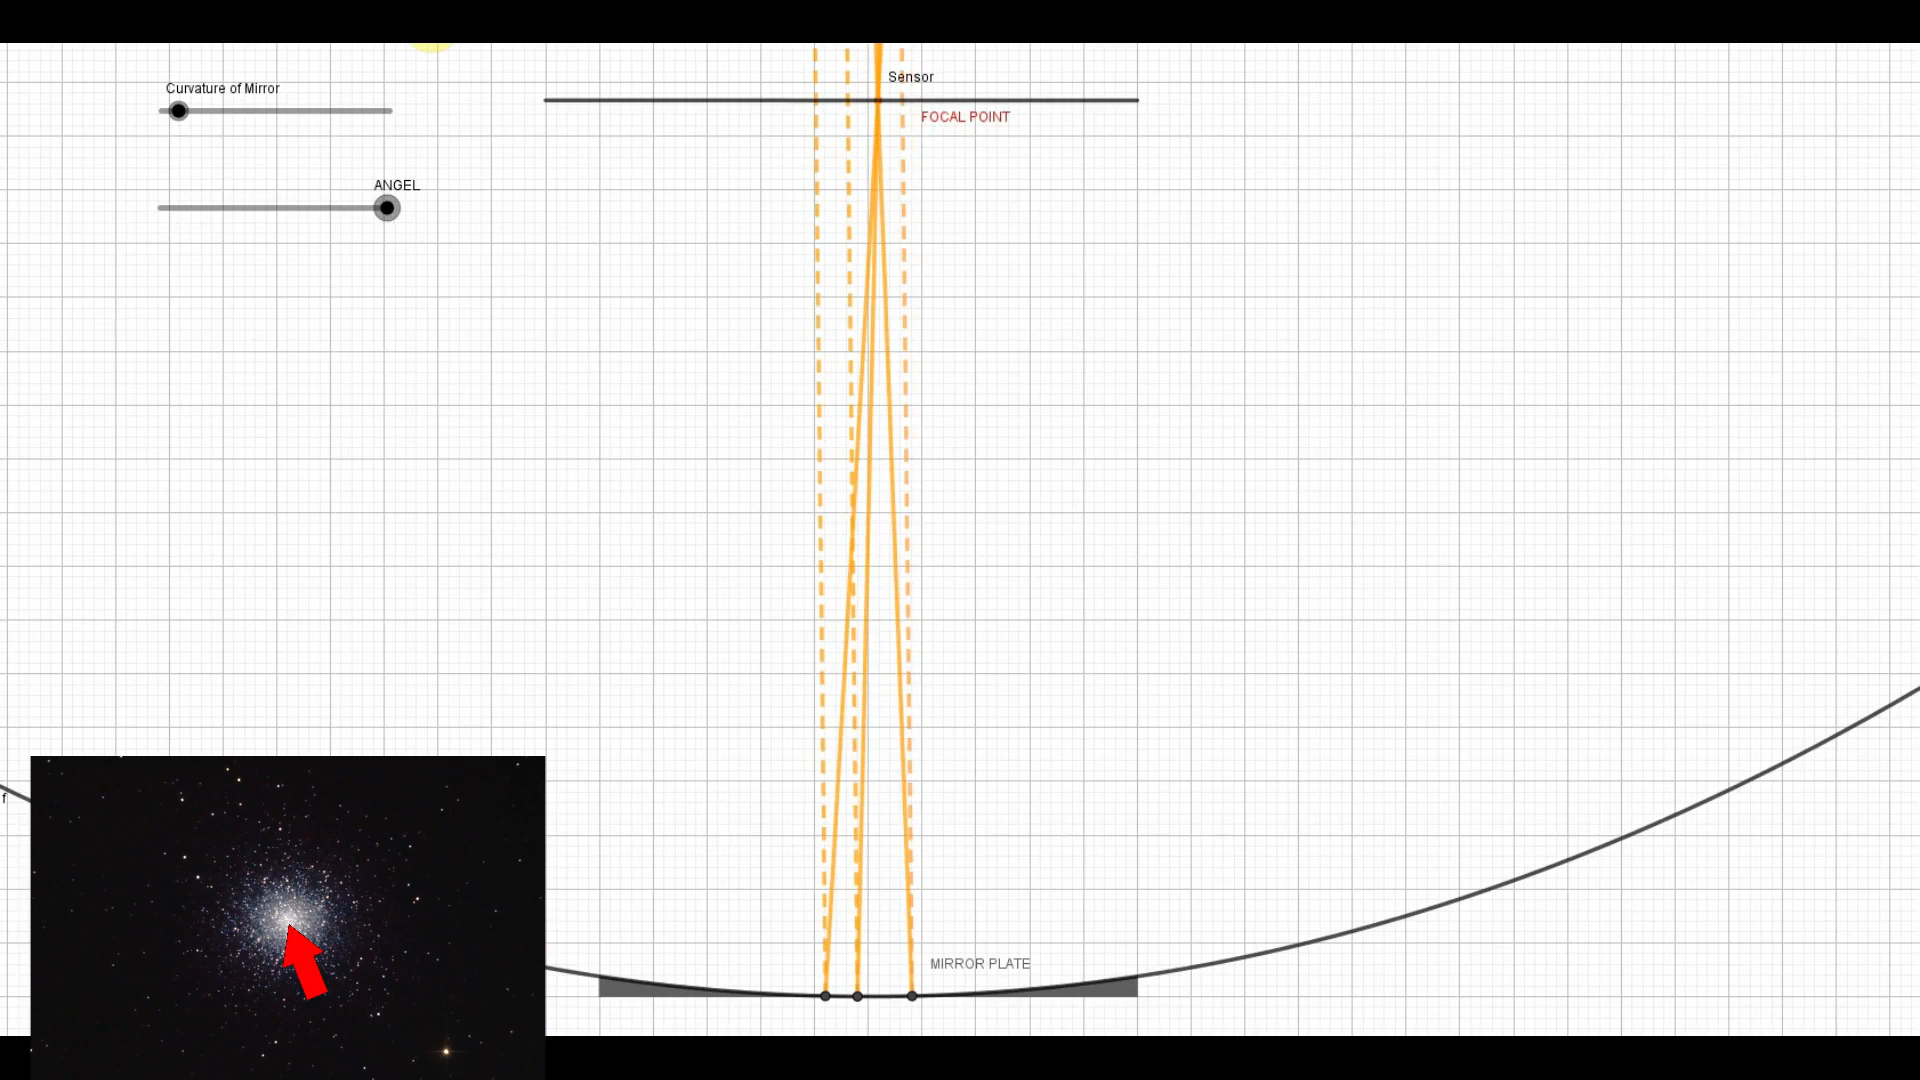 Sensor
Curvature of Mirror
FOCAL POINT
ANGEL
f
MIRROR PLATE